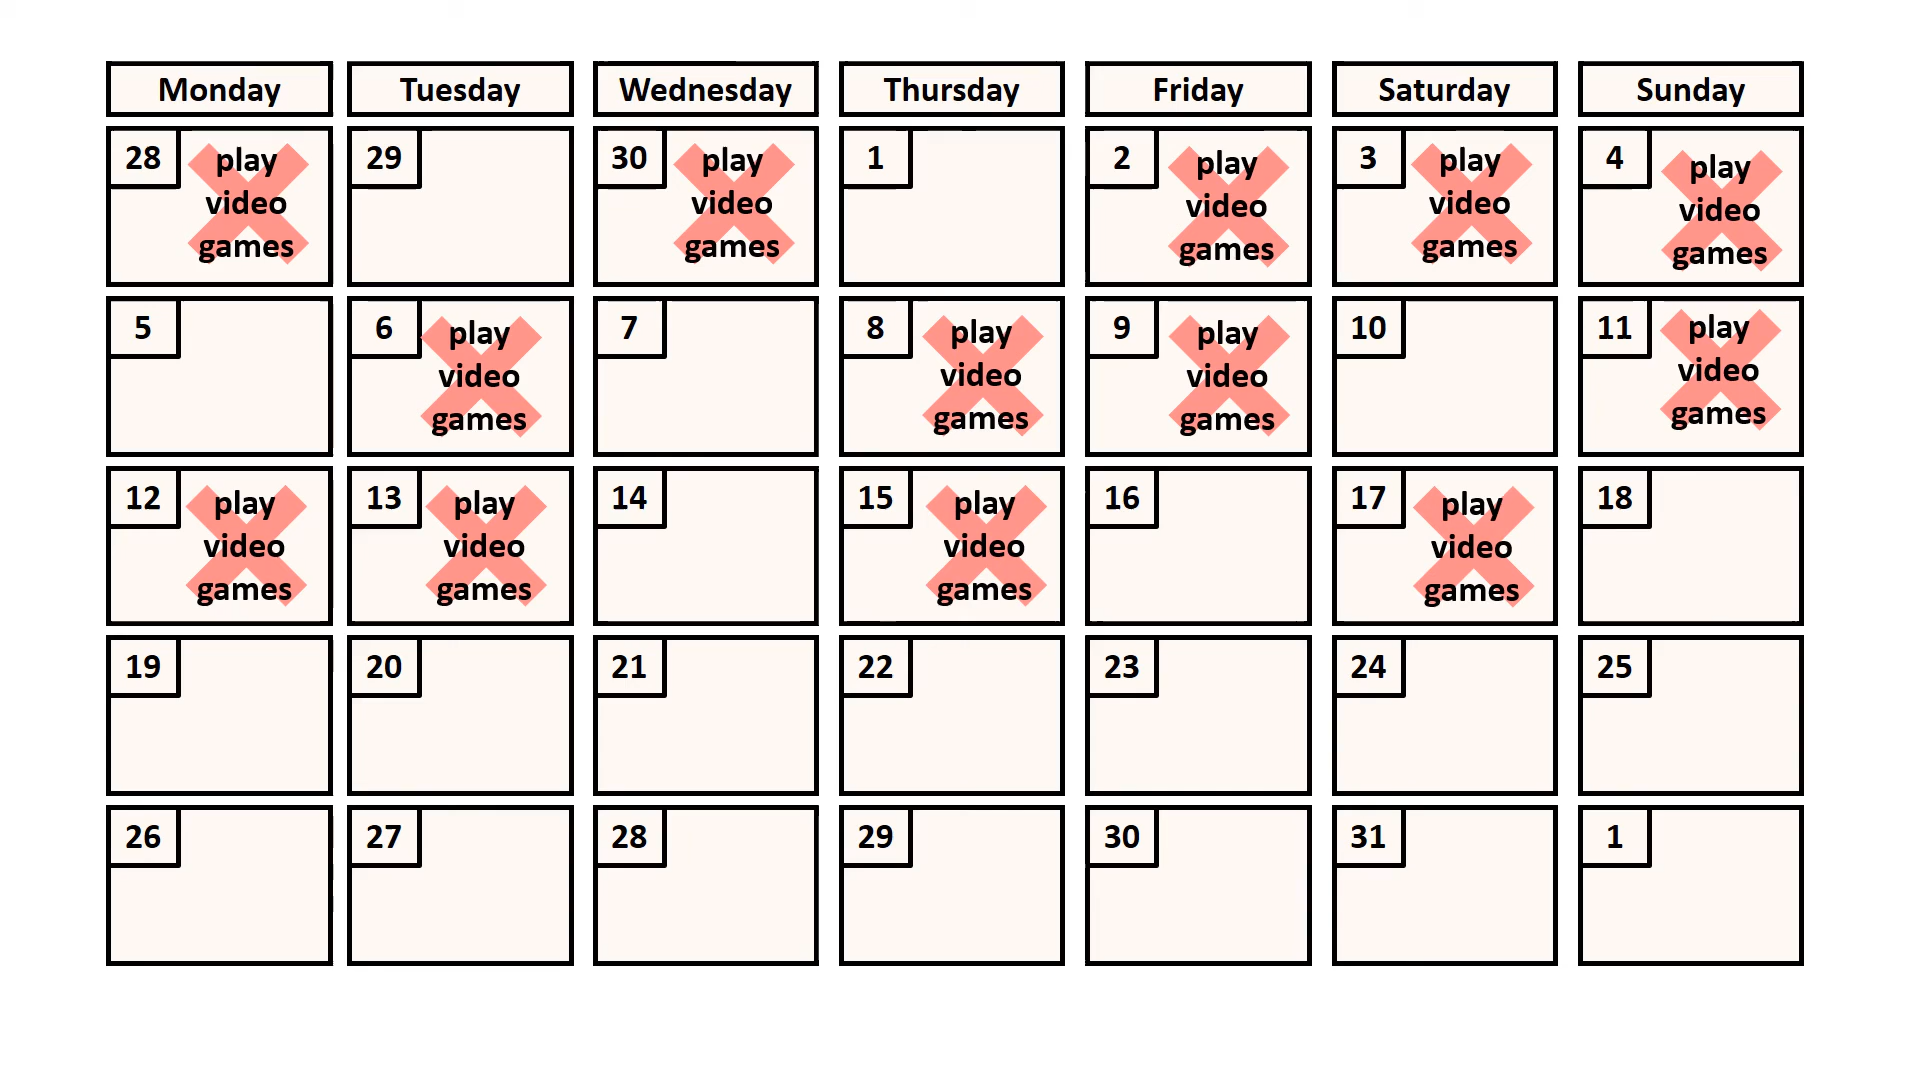 Monday Tuesday Wednesday Thursday Friday Saturday Sunday
28 play video games
29
30 play video games
1
2 play video games
3 play video games
4 play video games
5
6 play video games
7
8 play video games
9 play video games
10
11 play video games
12 play video games
13 play video games
14
15 play video games
16
17 play video games
18
19 20 21 22 23 24 25
26 27 28 29 30 31 1